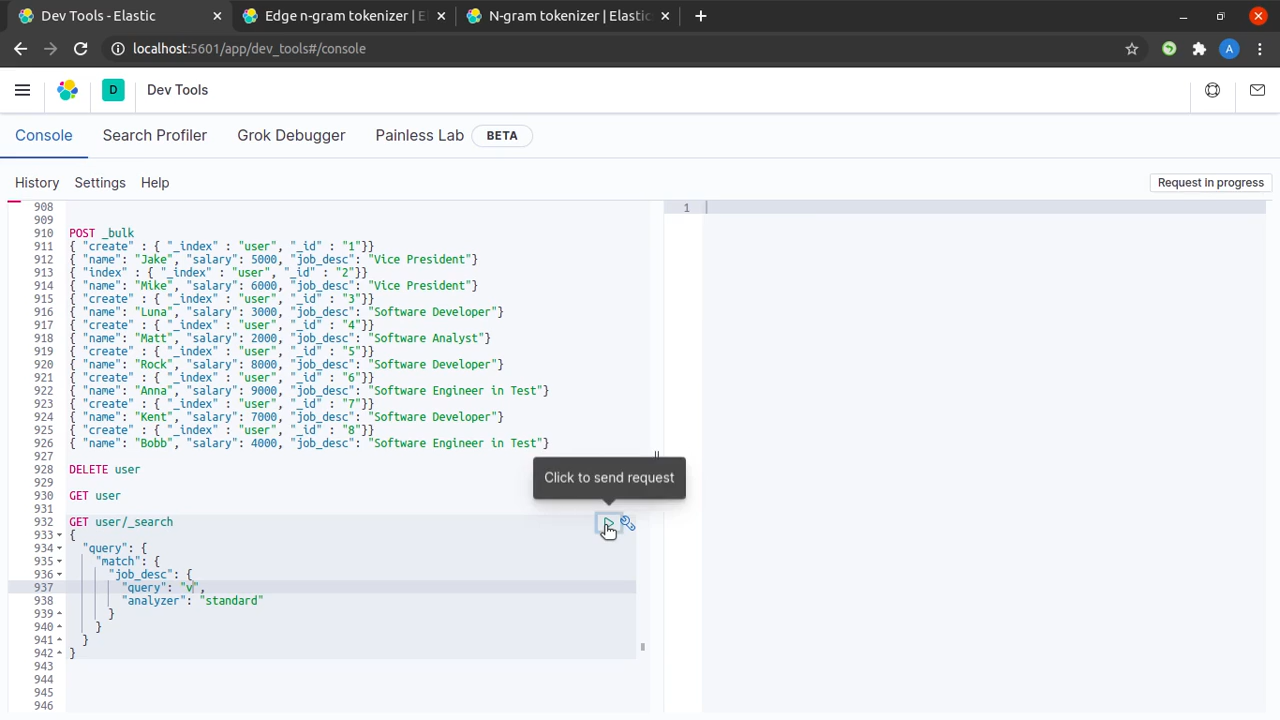 Dev Tools - Elastic
Edge n-gram tokenizer | E
N-gram tokenizer | Elastic
localhost:5601/app/dev_tools#/console
A
D
Dev Tools
Console
Search Profiler
Grok Debugger
Painless Lab
BETA
History
Settings
Help
Request in progress
908
909
910 POST _bulk
911 { "create" : { "_index" : "user", "_id" : "1"}}
912 { "name": "Jake", "salary": 5000, "job_desc": "Vice President"}
913 { "index" : { "_index" : "user", "_id" : "2"}}
914 { "name": "Mike", "salary": 6000, "job_desc": "Vice President"}
915 { "create" : { "_index" : "user", "_id" : "3"}}
916 { "name": "Luna", "salary": 3000, "job_desc": "Software Developer"}
917 { "create" : { "_index" : "user", "_id" : "4"}}
918 { "name": "Matt", "salary": 2000, "job_desc": "Software Analyst"}
919 { "create" : { "_index" : "user", "_id" : "5"}}
920 { "name": "Rock", "salary": 8000, "job_desc": "Software Developer"}
921 { "create" : { "_index" : "user", "_id" : "6"}}
922 { "name": "Anna", "salary": 9000, "job_desc": "Software Engineer in Test"}
923 { "create" : { "_index" : "user", "_id" : "7"}}
924 { "name": "Kent", "salary": 7000, "job_desc": "Software Developer"}
925 { "create" : { "_index" : "user", "_id" : "8"}}
926 { "name": "Bobb", "salary": 4000, "job_desc": "Software Engineer in Test"}
927
928 DELETE user
929
930 GET user
931
932 GET user/_search
933 {
934 "query": {
935 "match": {
936 "job_desc": {
937 "query": "v",
938 "analyzer": "standard"
939 }
940 }
941 }
942 }
943
944
945
946
Click to send request
1